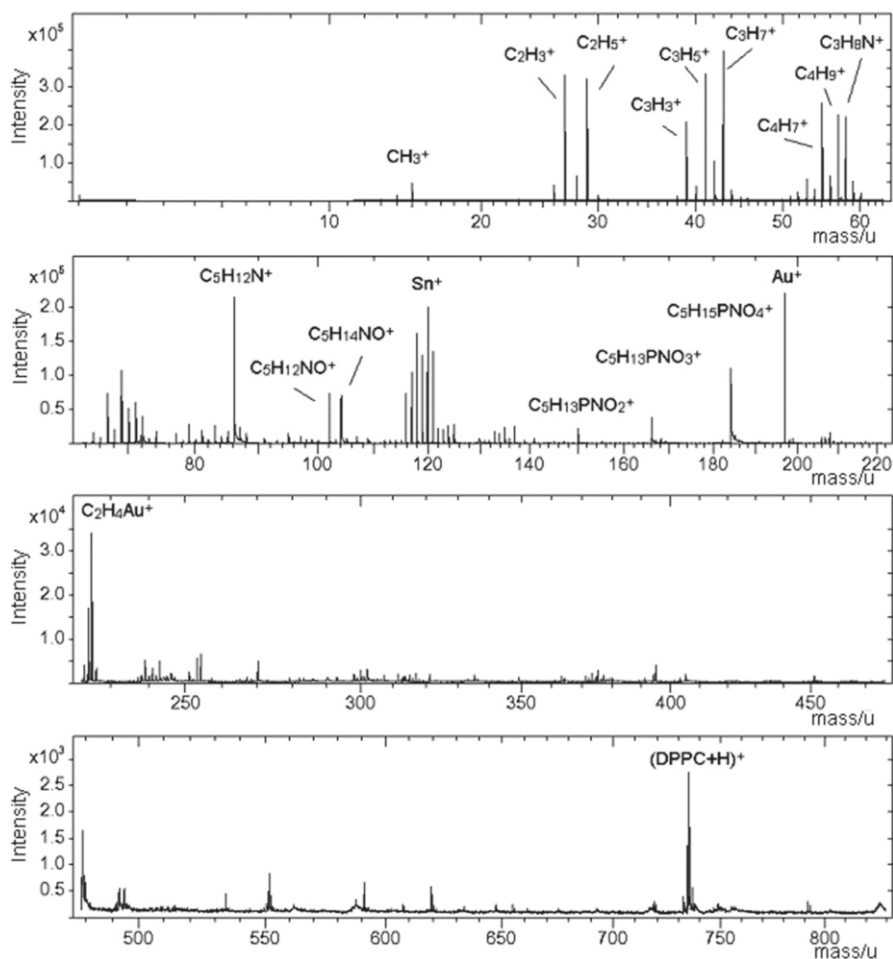 x10⁵
Intensity
3.0
2.0
1.0
CH₃⁺
C₂H₃⁺
C₂H₅⁺
C₃H₃⁺
C₃H₅⁺
C₃H₇⁺
C₄H₇⁺
C₄H₉⁺
C₃H₈N⁺
10 20 30 40 50 60
mass/u
x10⁵
Intensity
2.0
1.5
1.0
0.5
C₅H₁₂N⁺
C₅H₁₂NO⁺
C₅H₁₄NO⁺
Sn⁺
C₅H₁₃PNO₂⁺
C₅H₁₃PNO₃⁺
C₅H₁₅PNO₄⁺
Au⁺
80 100 120 140 160 180 200 220
mass/u
C₂H₄Au⁺
x10⁴
Intensity
3.0
2.0
1.0
250 300 350 400 450
mass/u
x10³
Intensity
2.5
2.0
1.5
1.0
0.5
(DPPC+H)⁺
500 550 600 650 700 750 800
mass/u